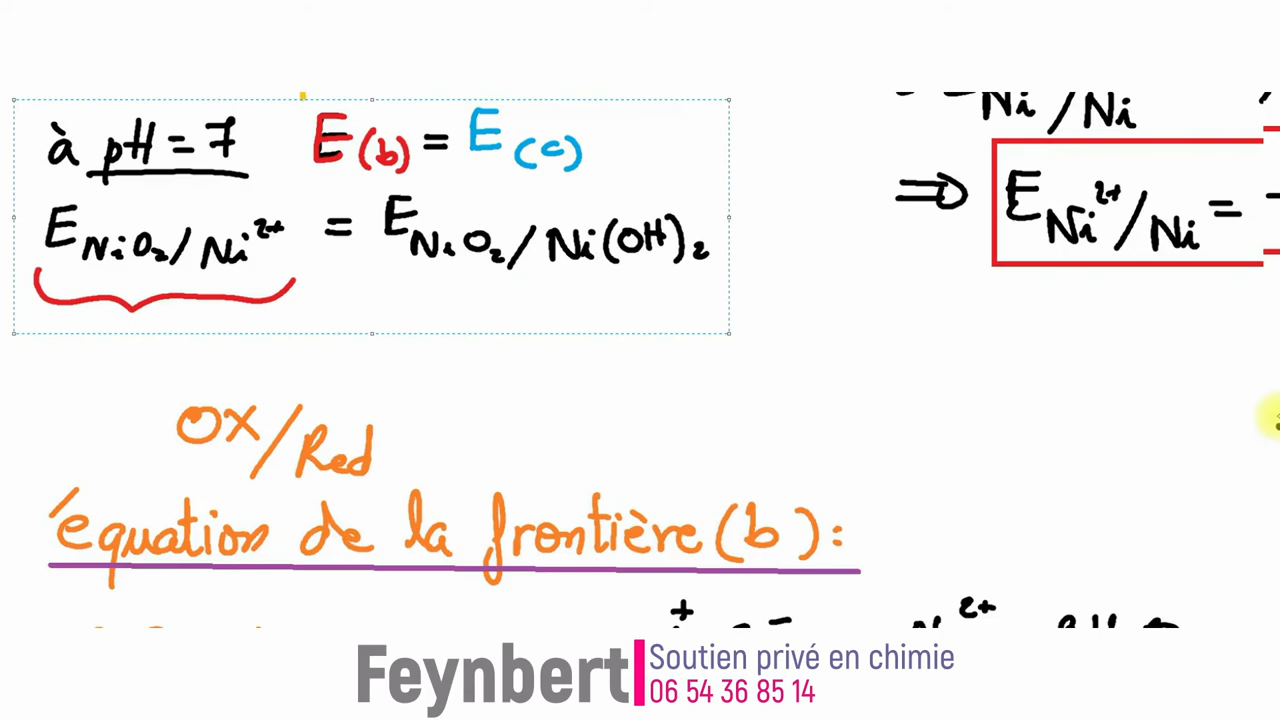 à pH = 7 E(b) = E(c)
E NiO₂/Ni²⁺ = E NiO₂/Ni(OH)₂
Ni/Ni
⇒ E Ni²⁺/Ni =
OX/Red
équation de la frontière (b) :
Feynbert
Soutien privé en chimie
06 54 36 85 14